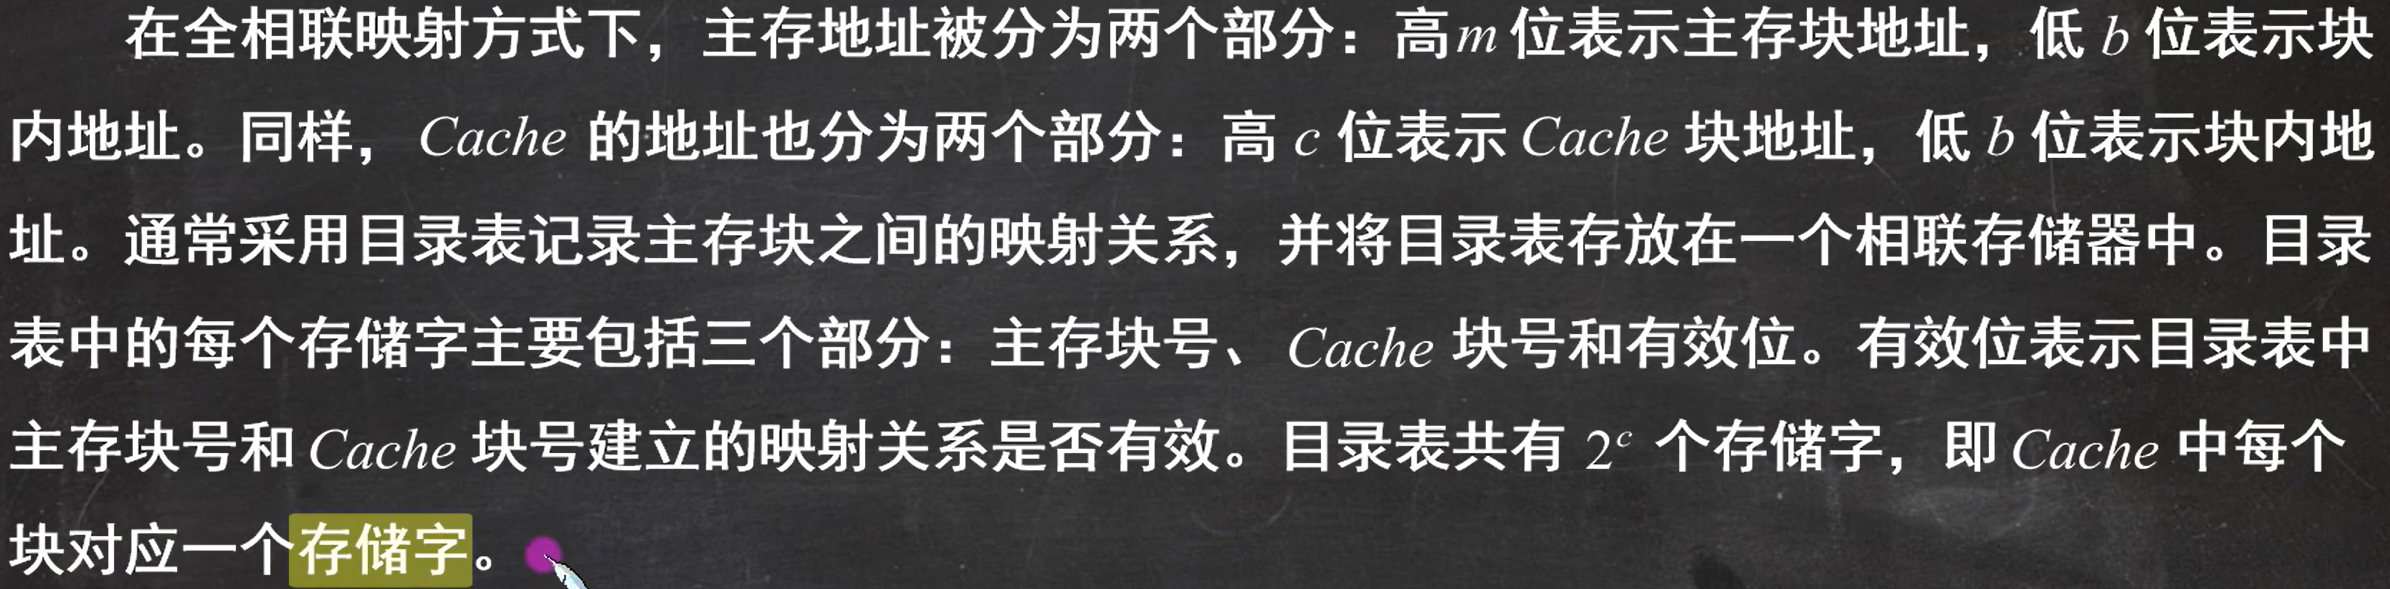 在全相联映射方式下，主存地址被分为两个部分：高 m 位表示主存块地址，低 b 位表示块
内地址。同样， Cache 的地址也分为两个部分：高 c 位表示 Cache 块地址，低 b 位表示块内地
址。通常采用目录表记录主存块之间的映射关系，并将目录表存放在一个相联存储器中。目录
表中的每个存储字主要包括三个部分：主存块号、 Cache 块号和有效位。有效位表示目录表中
主存块号和 Cache 块号建立的映射关系是否有效。目录表共有 2ᶜ 个存储字，即 Cache 中每个
块对应一个存储字。